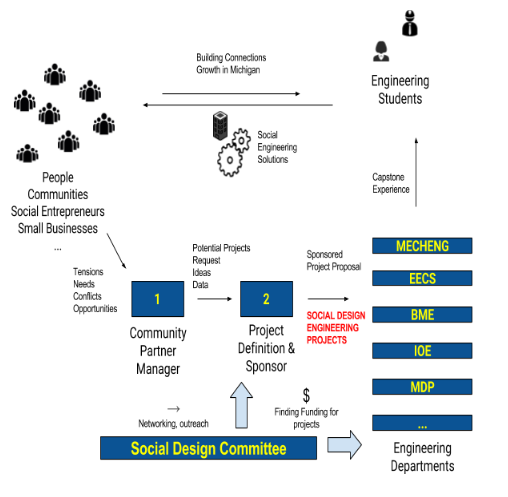 Building Connections
Growth in Michigan
Engineering
Students
Social
Engineering
Solutions
People
Communities
Social Entrepreneurs
Small Businesses
...
Capstone
Experience
Tensions
Needs
Conflicts
Opportunities
1
Community
Partner
Manager
Potential Projects
Request
Ideas
Data
2
Project
Definition &
Sponsor
Sponsored
Project Proposal
SOCIAL DESIGN
ENGINEERING
PROJECTS
MECHENG
EECS
BME
IOE
MDP
...
Engineering
Departments
Networking, outreach
$
Finding Funding for
projects
Social Design Committee